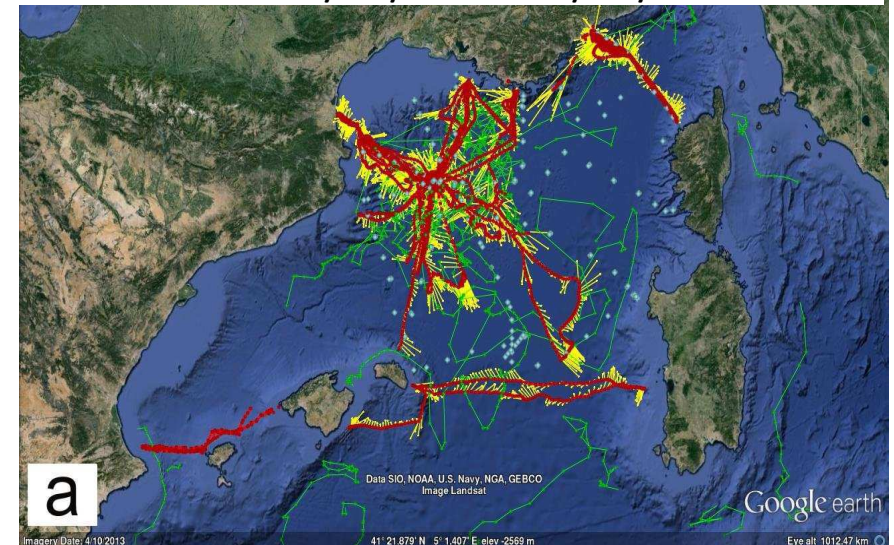 a
Data SIO, NOAA, U.S. Navy, NGA, GEBCO
Image Landsat
Google earth
Imagery Date: 4/10/2013 41° 21.879' N 5° 1.407' E elev -2569 m Eye alt 1012.47 km